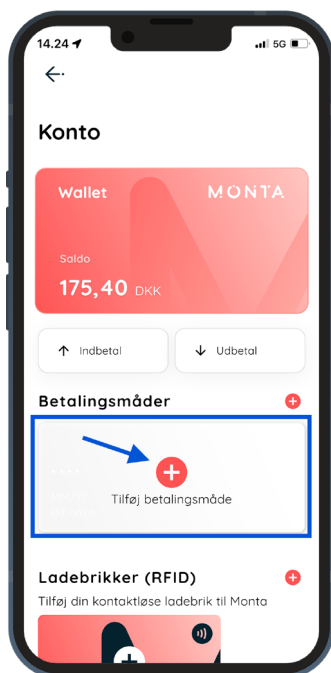 14.24
5G
Konto
Wallet
MONTA
Saldo
175,40 DKK
Indbetal
Udbetal
Betalingsmåder
Tilføj betalingsmåde
Ladebrikker (RFID)
Tilføj din kontaktløse ladebrik til Monta